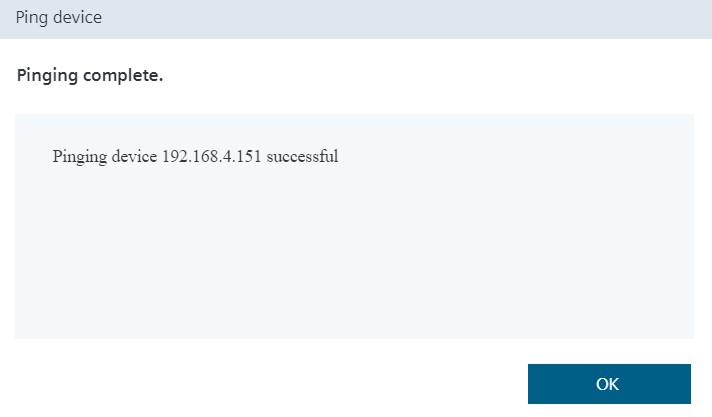 Ping device
Pinging complete.
Pinging device 192.168.4.151 successful
OK